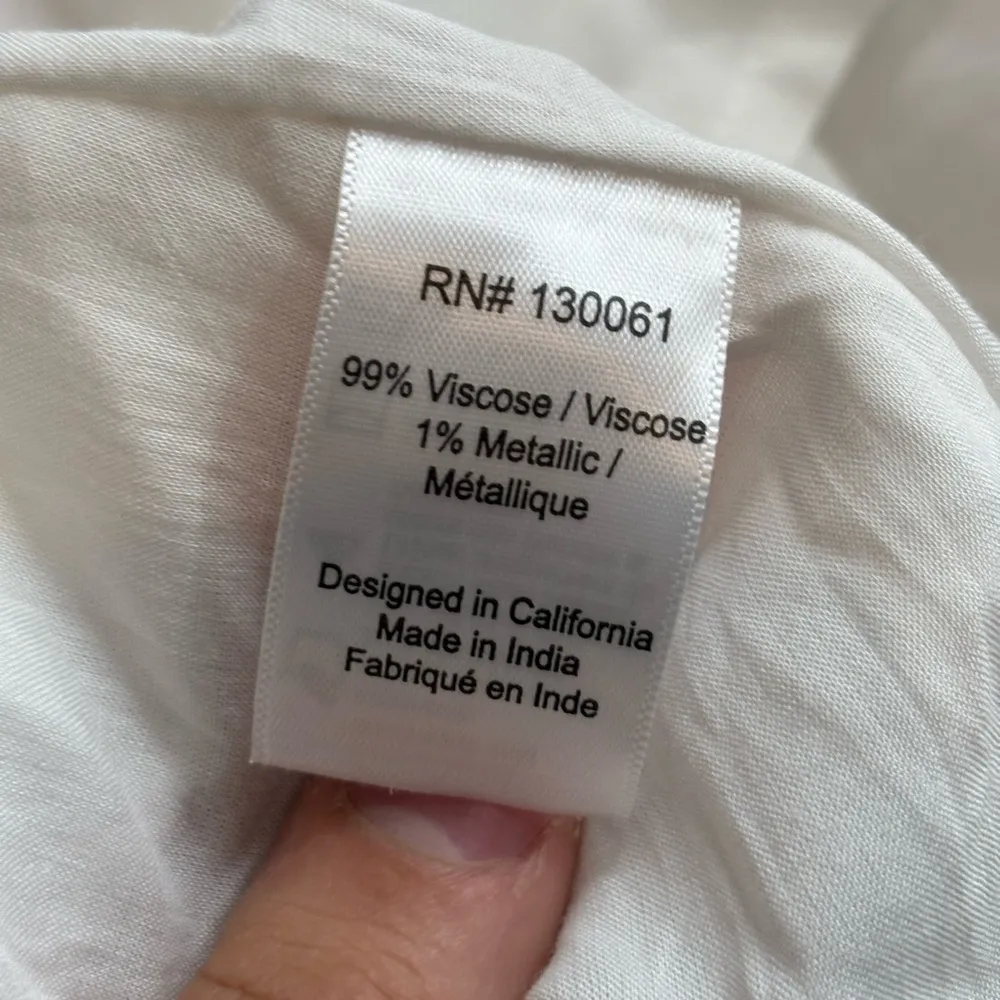 RN# 130061
99% Viscose / Viscose
1% Metallic /
Métallique
Designed in California
Made in India
Fabriqué en Inde